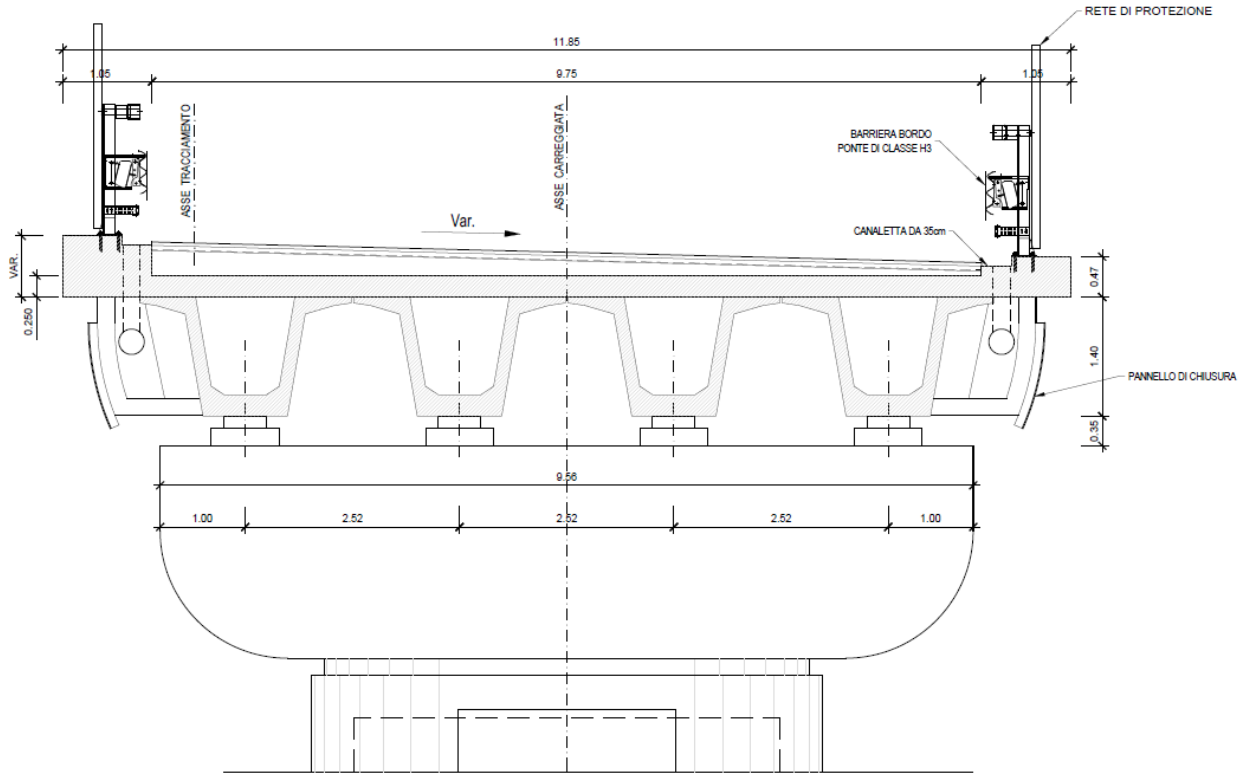 RETE DI PROTEZIONE
11.85
1.05
9.75
1.05
ASSE TRACCIAMENTO
ASSE CARREGGIATA
BARRIERA BORDO
PONTE DI CLASSE H3
Var.
CANALETTA DA 35cm
VAR.
0.47
0.250
1.40
PANNELLO DI CHIUSURA
0.35
9.56
1.00
2.52
2.52
2.52
1.00